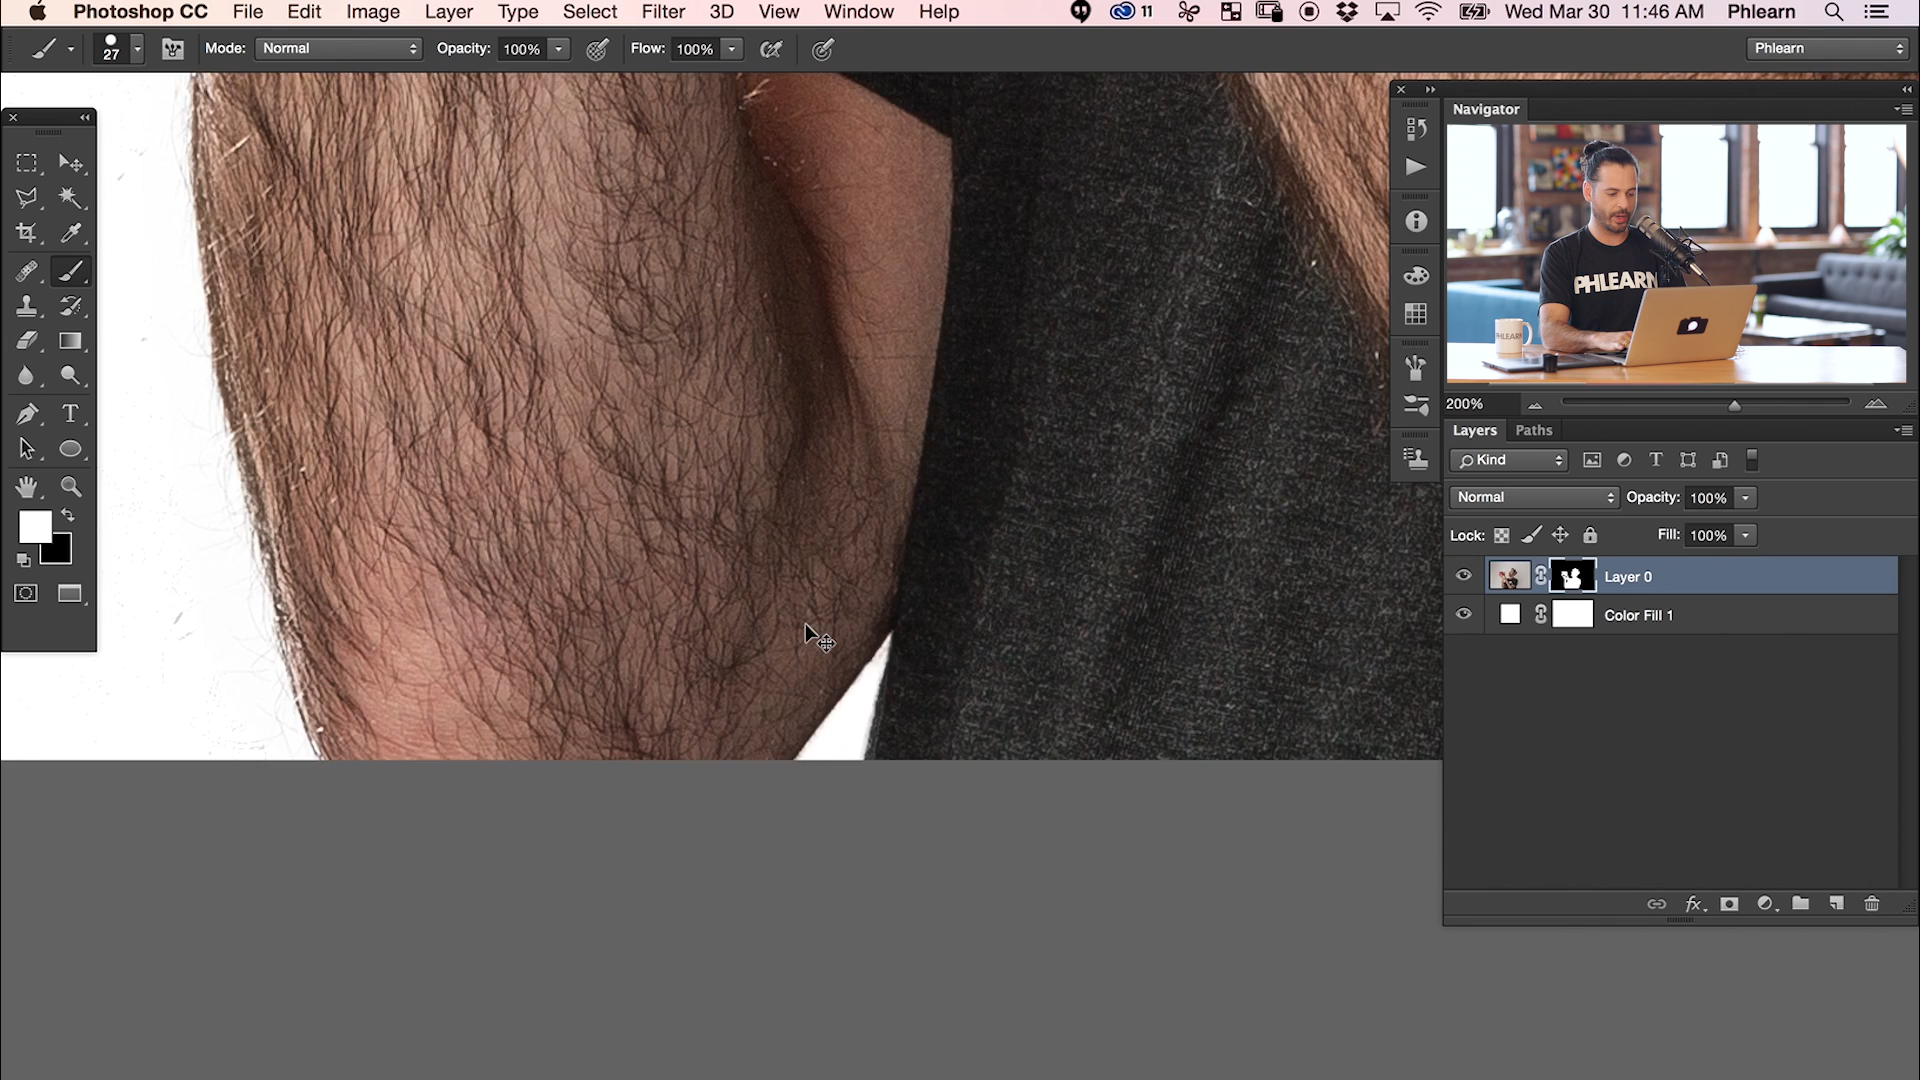 Photoshop CC File Edit Image Layer Type Select Filter 3D View Window Help 11 Wed Mar 30 11:46 AM Phlearn
27 Mode: Normal Opacity: 100% Flow: 100% Phlearn
Navigator
PHLEARN
PHLEARN
200%
Layers Paths
Kind
Normal Opacity: 100%
Lock: Fill: 100%
Layer 0
Color Fill 1
fx